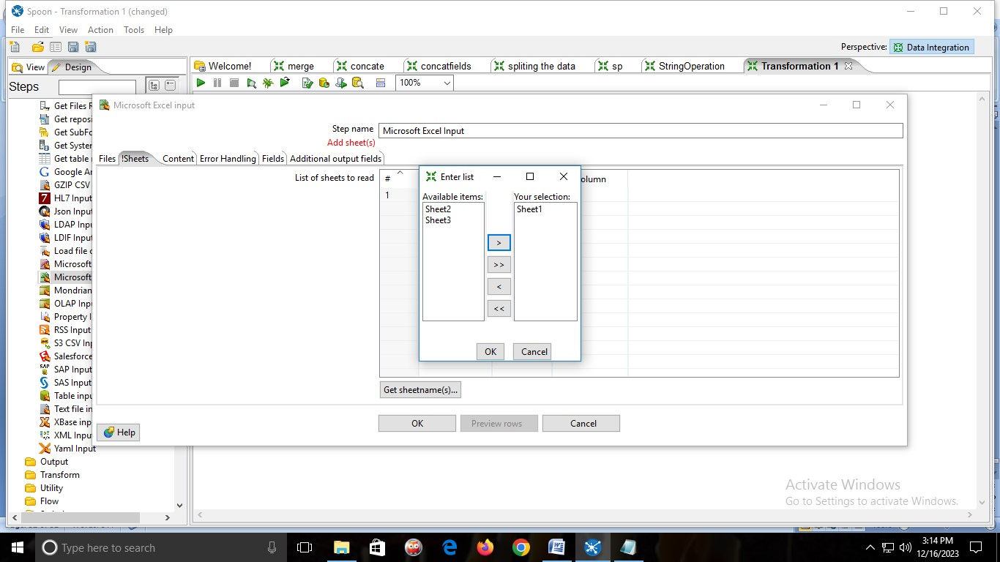 Spoon - Transformation 1 (changed)
File Edit View Action Tools Help
Perspective: Data Integration
View Design
Welcome! merge concate concatfields spliting the data sp StringOperation Transformation 1
Steps
100%
Get Files R
Get reposi
Get SubFo
Get System
Get table
Google An
GZIP CSV
HL7 Input
Json Input
LDAP Inpu
LDIF Input
Load file c
Microsoft
Microsoft
Mondrian
OLAP Inpu
Property I
RSS Input
S3 CSV Inp
Salesforce
SAP Input
SAS Input
Table inpu
Text file in
XBase inp
XML Input
Yaml Input
Output
Transform
Utility
Flow
Microsoft Excel input
Step name Microsoft Excel Input
Add sheet(s)
Files !Sheets Content Error Handling Fields Additional output fields
List of sheets to read
# olumn
1
Enter list
Available items: Your selection:
Sheet2
Sheet3
Sheet1
>
>>
<
<<
OK Cancel
Get sheetname(s)...
OK Preview rows Cancel
Help
Activate Windows
Go to Settings to activate Windows.
Type here to search
3:14 PM
12/16/2023